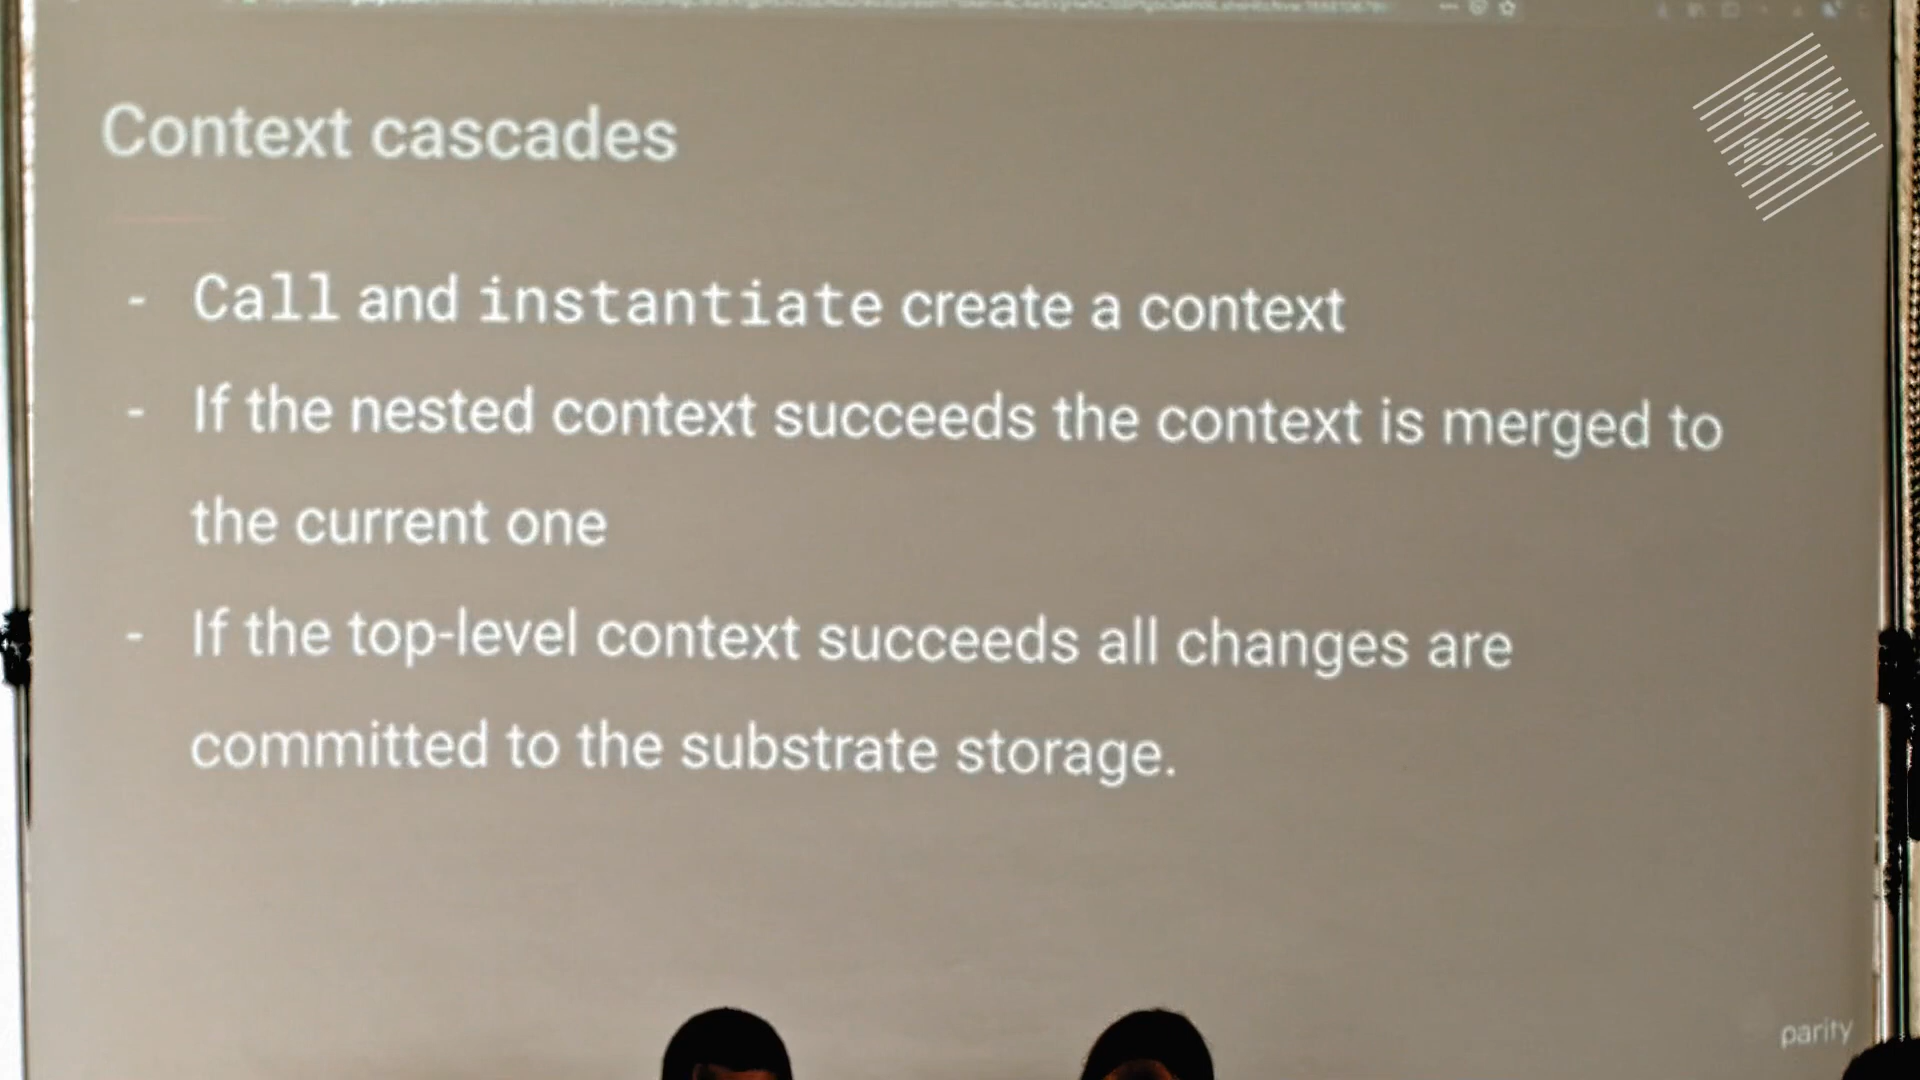 Context cascades
- Call and instantiate create a context
- If the nested context succeeds the context is merged to
the current one
- If the top-level context succeeds all changes are
committed to the substrate storage.
parity